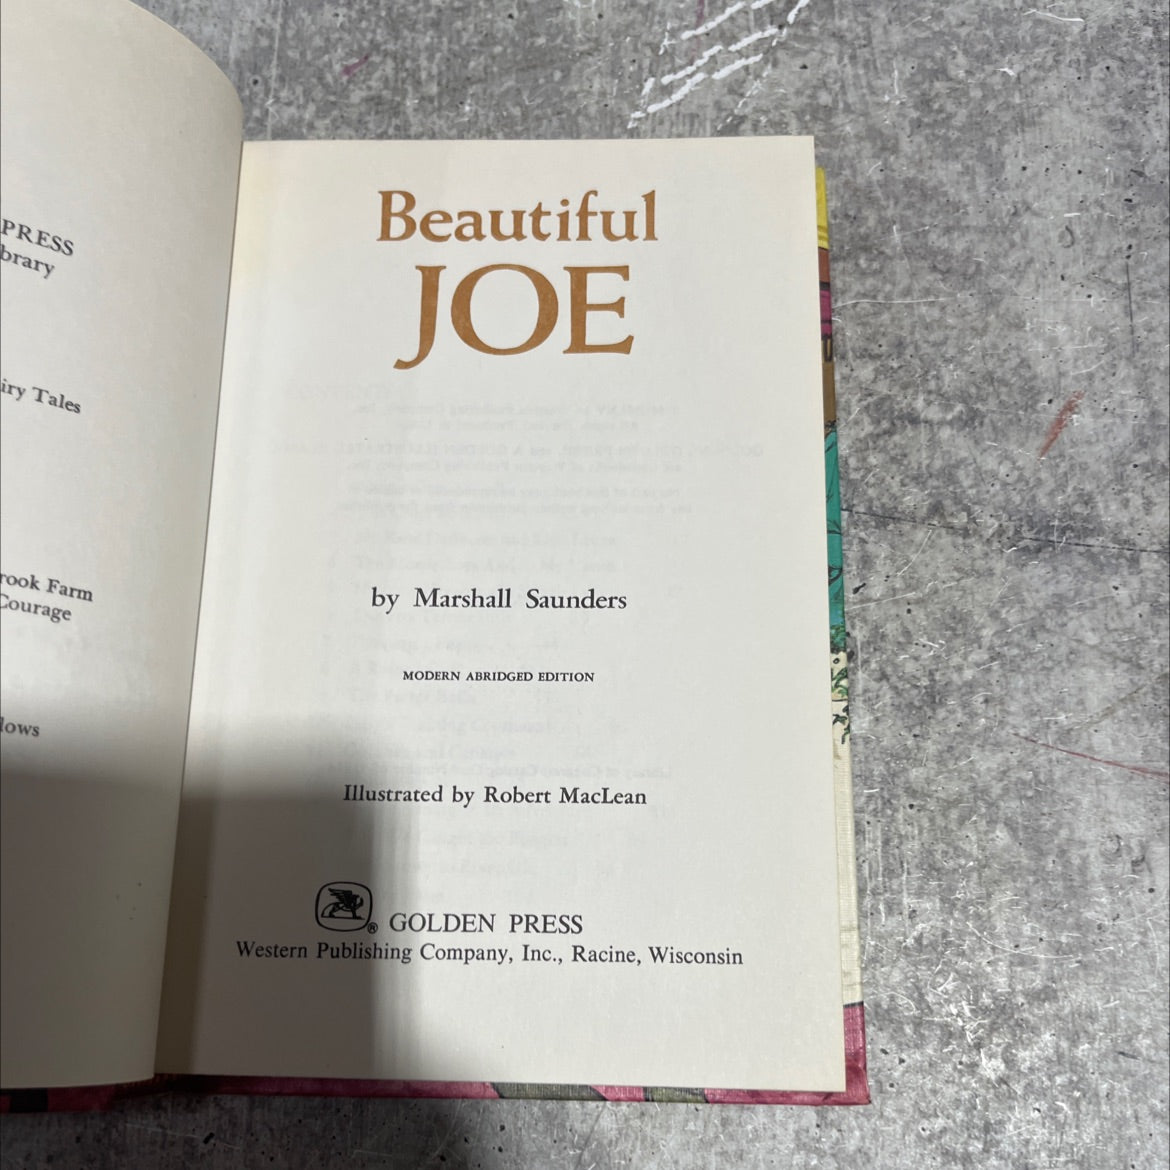 PRESS
brary
iry Tales
rook Farm
Courage
lows
Beautiful
JOE
by Marshall Saunders
MODERN ABRIDGED EDITION
Illustrated by Robert MacLean
® GOLDEN PRESS
Western Publishing Company, Inc., Racine, Wisconsin